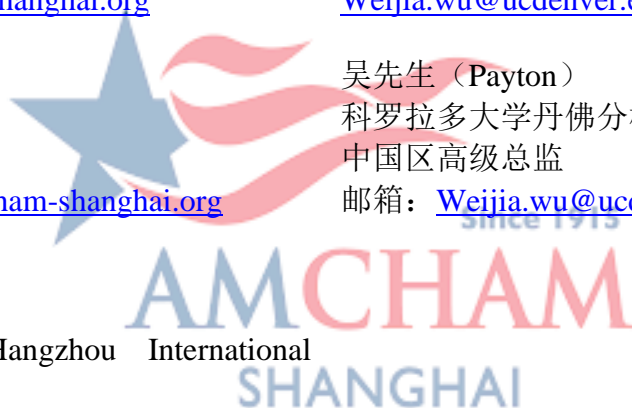 hanghai.org
Weijia.wu@ucdenver.e
吴先生（Payton）
科罗拉多大学丹佛分
中国区高级总监
ham-shanghai.org
邮箱：Weijia.wu@ucd
Since 1915
AMCHAM
Hangzhou International
SHANGHAI